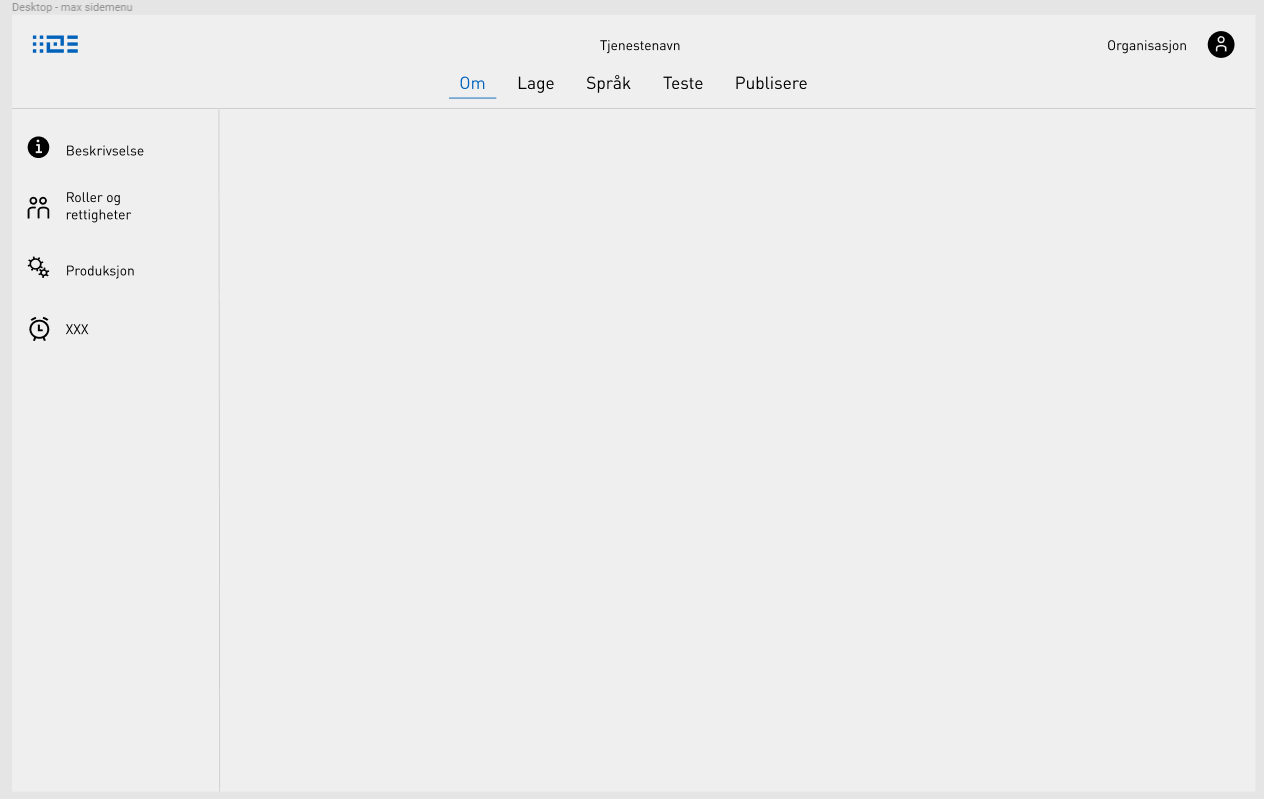 Desktop - max sidemenu
Tjenestenavn
Organisasjon
Om Lage Språk Teste Publisere
Beskrivselse
Roller og
rettigheter
Produksjon
XXX